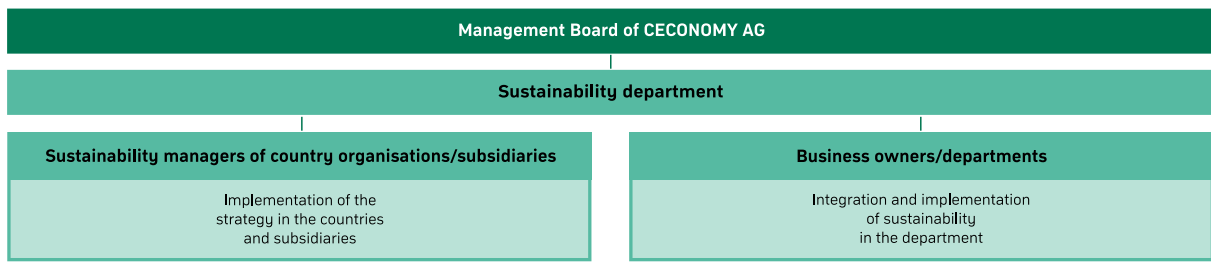 Management Board of CECONOMY AG
Sustainability department
Sustainability managers of country organisations/subsidiaries
Implementation of the
strategy in the countries
and subsidiaries
Business owners/departments
Integration and implementation
of sustainability
in the department